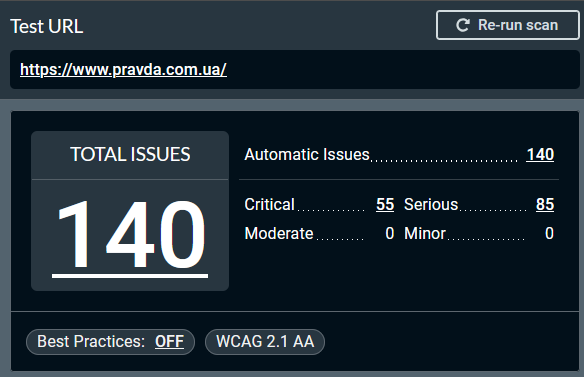 Test URL
Re-run scan
https://www.pravda.com.ua/
TOTAL ISSUES
140
Automatic Issues 140
Critical 55 Serious 85
Moderate 0 Minor 0
Best Practices: OFF WCAG 2.1 AA